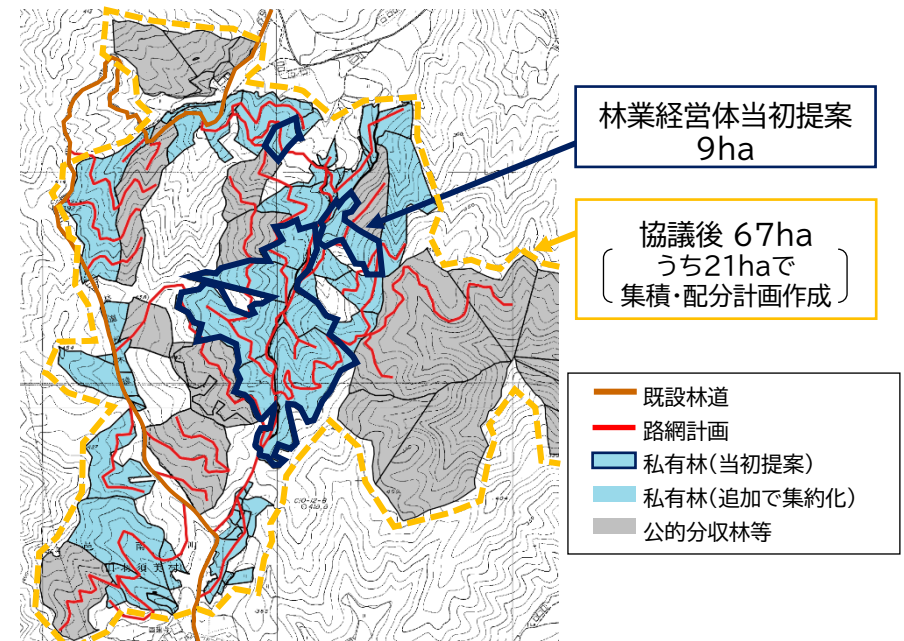 林業経営体当初提案
9ha
協議後 67ha
うち21haで
集積・配分計画作成
既設林道
路網計画
私有林(当初提案)
私有林(追加で集約化)
公的分収林等
邑 南 町